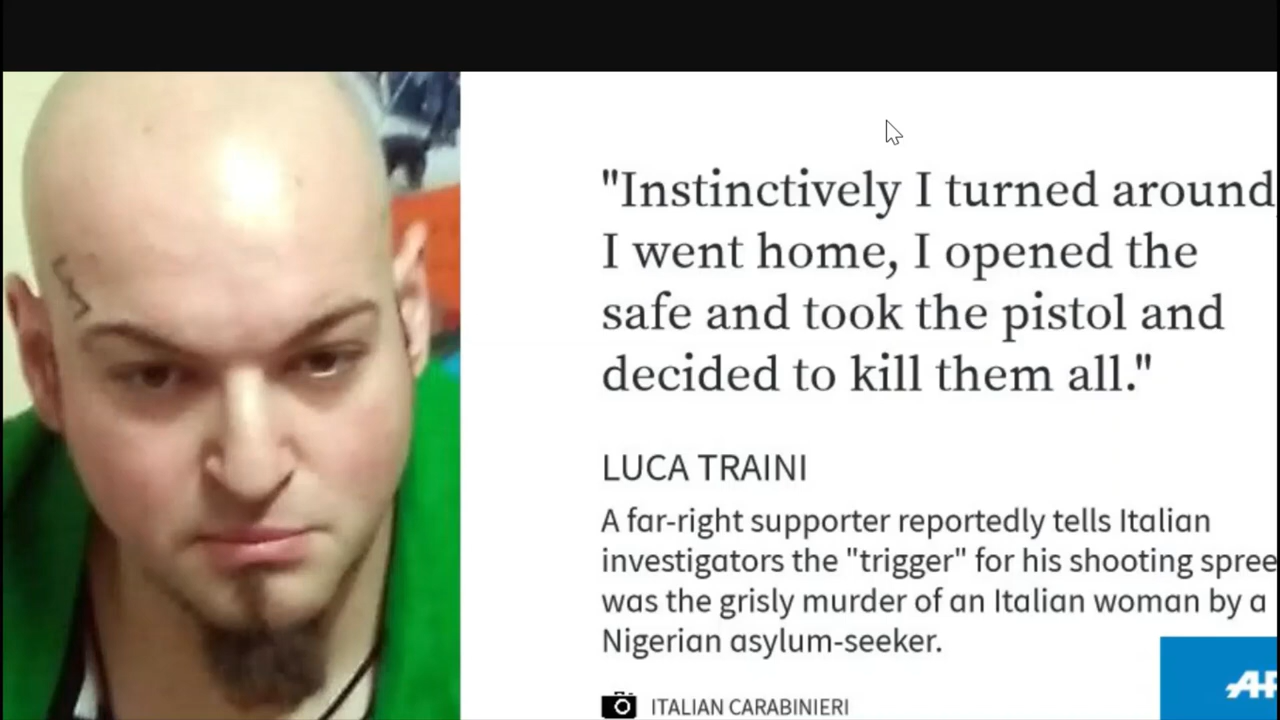 "Instinctively I turned around
I went home, I opened the
safe and took the pistol and
decided to kill them all."
LUCA TRAINI
A far-right supporter reportedly tells Italian
investigators the "trigger" for his shooting spree
was the grisly murder of an Italian woman by a
Nigerian asylum-seeker.
ITALIAN CARABINIERI